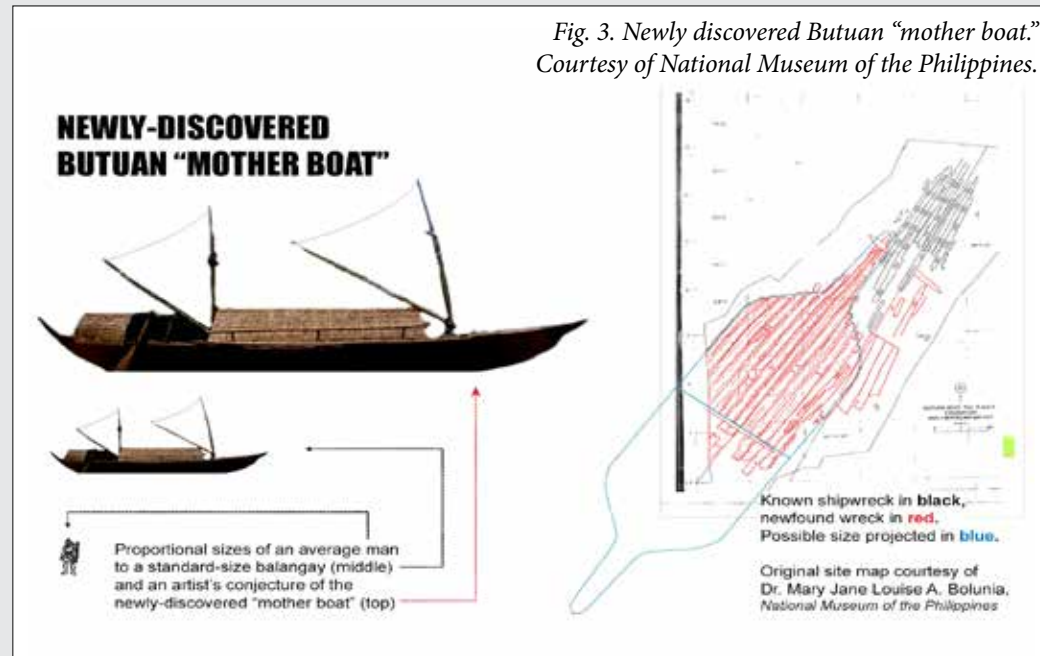 Fig. 3. Newly discovered Butuan “mother boat.”
Courtesy of National Museum of the Philippines.
NEWLY-DISCOVERED
BUTUAN “MOTHER BOAT”
Proportional sizes of an average man
to a standard-size balangay (middle)
and an artist’s conjecture of the
newly-discovered “mother boat” (top)
Known shipwreck in black,
newfound wreck in red.
Possible size projected in blue.
Original site map courtesy of
Dr. Mary Jane Louise A. Bolunia,
National Museum of the Philippines